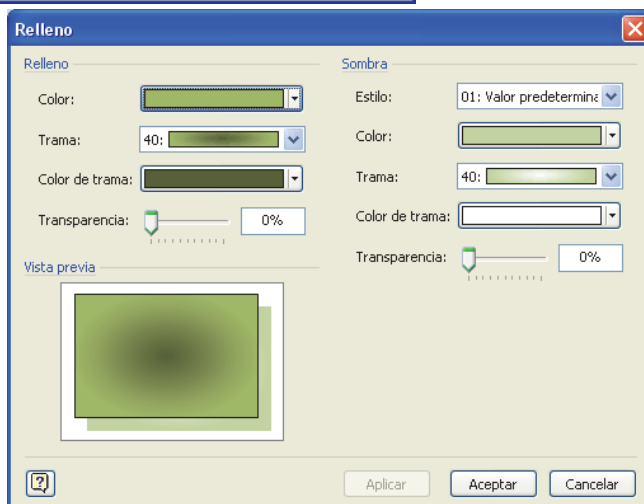 Relleno
Relleno
Color:
Trama:
40:
Color de trama:
Transparencia:
0%
Vista previa
Sombra
Estilo:
01: Valor predetermina
Color:
Trama:
40:
Color de trama:
Transparencia:
0%
?
Aplicar
Aceptar
Cancelar